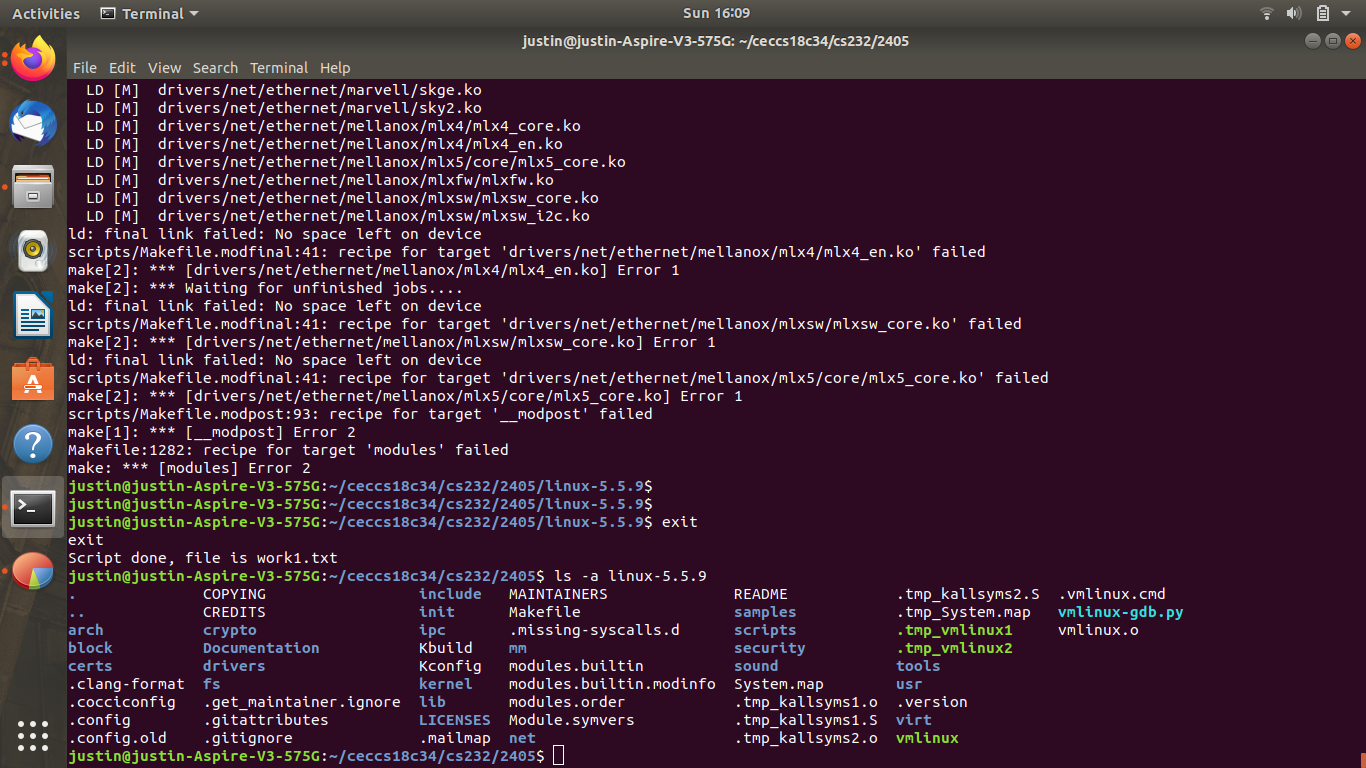 Activities Terminal Sun 16:09
justin@justin-Aspire-V3-575G: ~/ceccs18c34/cs232/2405
File Edit View Search Terminal Help
  LD [M]  drivers/net/ethernet/marvell/skge.ko
  LD [M]  drivers/net/ethernet/marvell/sky2.ko
  LD [M]  drivers/net/ethernet/mellanox/mlx4/mlx4_core.ko
  LD [M]  drivers/net/ethernet/mellanox/mlx4/mlx4_en.ko
  LD [M]  drivers/net/ethernet/mellanox/mlx5/core/mlx5_core.ko
  LD [M]  drivers/net/ethernet/mellanox/mlxfw/mlxfw.ko
  LD [M]  drivers/net/ethernet/mellanox/mlxsw/mlxsw_core.ko
  LD [M]  drivers/net/ethernet/mellanox/mlxsw/mlxsw_i2c.ko
ld: final link failed: No space left on device
scripts/Makefile.modfinal:41: recipe for target 'drivers/net/ethernet/mellanox/mlx4/mlx4_en.ko' failed
make[2]: *** [drivers/net/ethernet/mellanox/mlx4/mlx4_en.ko] Error 1
make[2]: *** Waiting for unfinished jobs....
ld: final link failed: No space left on device
scripts/Makefile.modfinal:41: recipe for target 'drivers/net/ethernet/mellanox/mlxsw/mlxsw_core.ko' failed
make[2]: *** [drivers/net/ethernet/mellanox/mlxsw/mlxsw_core.ko] Error 1
ld: final link failed: No space left on device
scripts/Makefile.modfinal:41: recipe for target 'drivers/net/ethernet/mellanox/mlx5/core/mlx5_core.ko' failed
make[2]: *** [drivers/net/ethernet/mellanox/mlx5/core/mlx5_core.ko] Error 1
scripts/Makefile.modpost:93: recipe for target '__modpost' failed
make[1]: *** [__modpost] Error 2
Makefile:1282: recipe for target 'modules' failed
make: *** [modules] Error 2
justin@justin-Aspire-V3-575G:~/ceccs18c34/cs232/2405/linux-5.5.9$
justin@justin-Aspire-V3-575G:~/ceccs18c34/cs232/2405/linux-5.5.9$
justin@justin-Aspire-V3-575G:~/ceccs18c34/cs232/2405/linux-5.5.9$ exit
exit
Script done, file is work1.txt
justin@justin-Aspire-V3-575G:~/ceccs18c34/cs232/2405$ ls -a linux-5.5.9
. COPYING include MAINTAINERS README .tmp_kallsyms2.S .vmlinux.cmd
.. CREDITS init Makefile samples .tmp_System.map vmlinux-gdb.py
arch crypto ipc .missing-syscalls.d scripts .tmp_vmlinux1 vmlinux.o
block Documentation Kbuild mm security .tmp_vmlinux2
certs drivers Kconfig modules.builtin sound tools
.clang-format fs kernel modules.builtin.modinfo System.map usr
.cocciconfig .get_maintainer.ignore lib modules.order .tmp_kallsyms1.o .version
.config .gitattributes LICENSES Module.symvers .tmp_kallsyms1.S virt
.config.old .gitignore .mailmap net .tmp_kallsyms2.o vmlinux
justin@justin-Aspire-V3-575G:~/ceccs18c34/cs232/2405$